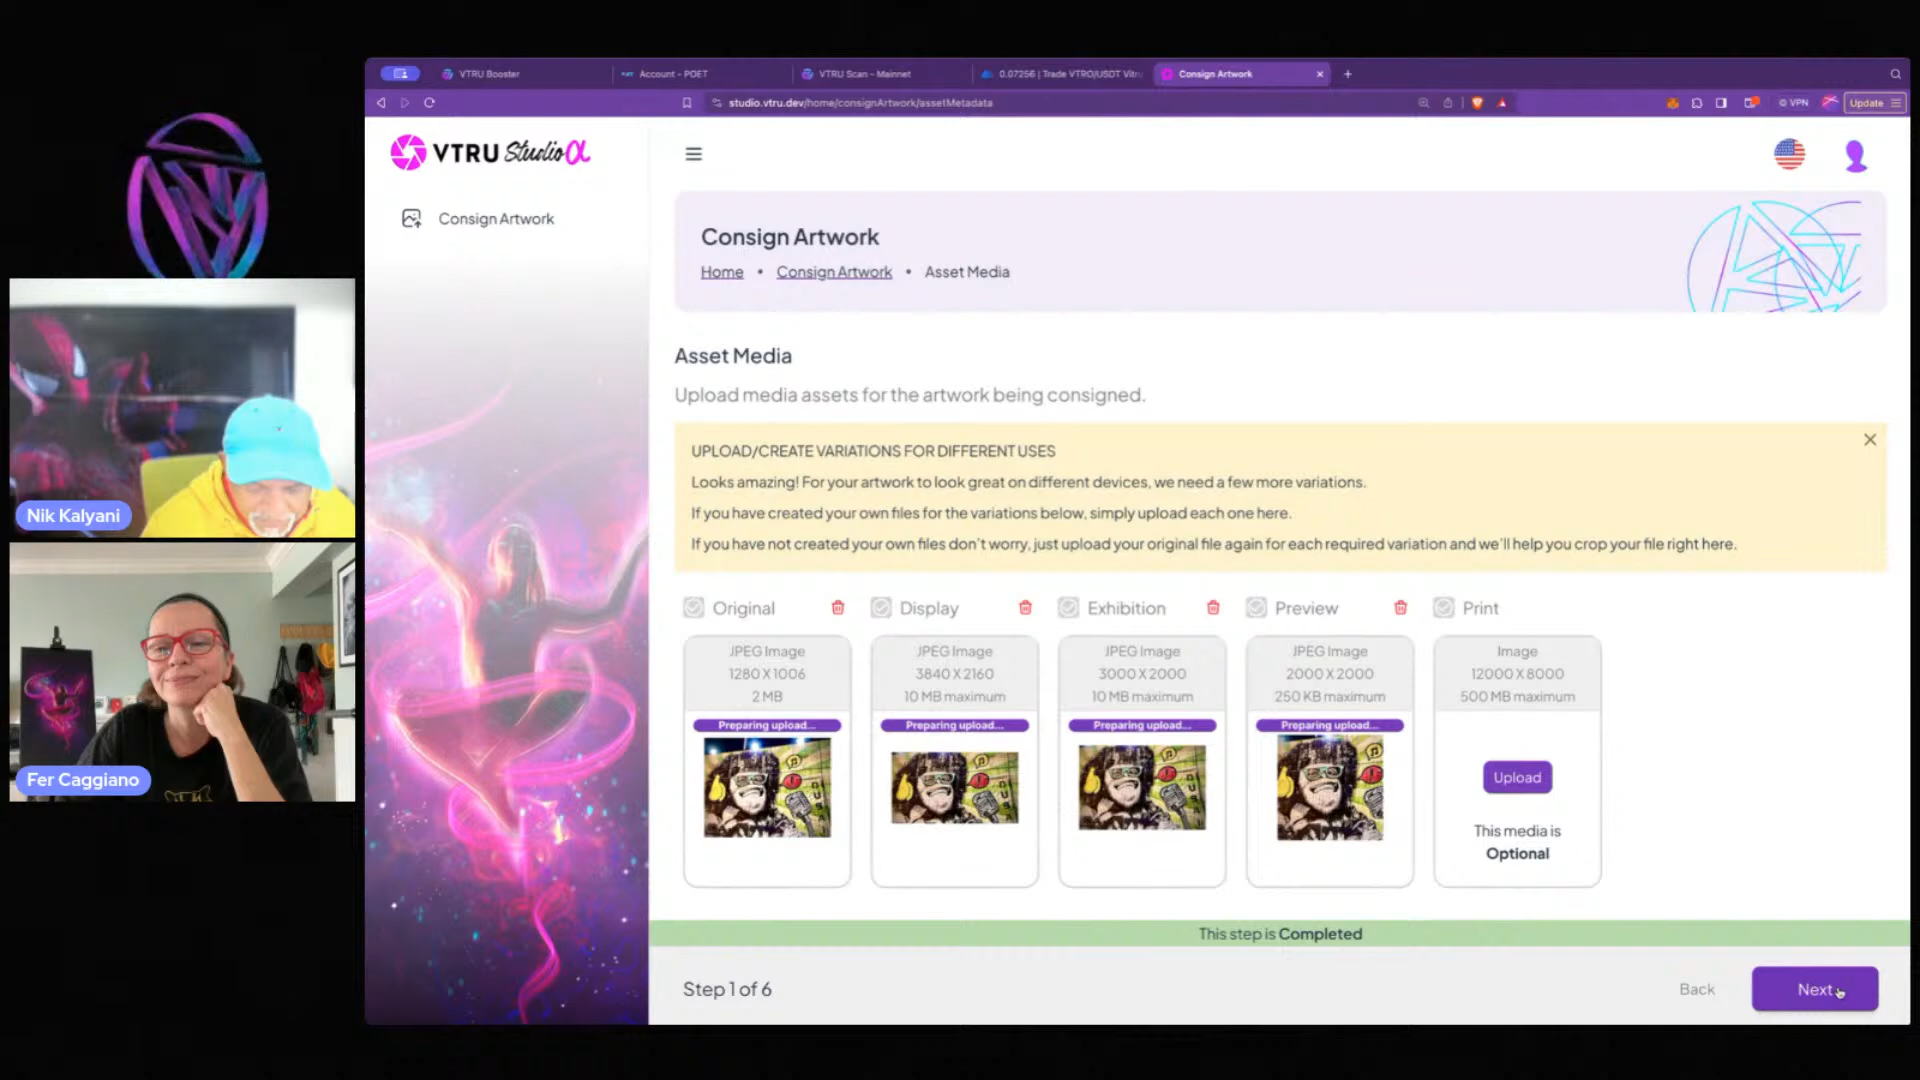 VTRU Booster
Account - POET
VTRU Scan - Mainnet
0.07256 | Trade VTRO/USDT Vitru
Consign Artwork
studio.vtru.dev/home/consignArtwork/assetMetadata
VPN
Update
VTRU Studio α
Consign Artwork
Consign Artwork
Home • Consign Artwork • Asset Media
Asset Media
Upload media assets for the artwork being consigned.
UPLOAD/CREATE VARIATIONS FOR DIFFERENT USES
Looks amazing! For your artwork to look great on different devices, we need a few more variations.
If you have created your own files for the variations below, simply upload each one here.
If you have not created your own files don't worry, just upload your original file again for each required variation and we'll help you crop your file right here.
Original
JPEG Image
1280 X 1006
2 MB
Preparing upload...
Display
JPEG Image
3840 X 2160
10 MB maximum
Preparing upload...
Exhibition
JPEG Image
3000 X 2000
10 MB maximum
Preparing upload...
Preview
JPEG Image
2000 X 2000
250 KB maximum
Preparing upload...
Print
Image
12000 X 8000
500 MB maximum
Upload
This media is
Optional
This step is Completed
Step 1 of 6
Back
Next
Nik Kalyani
Fer Caggiano